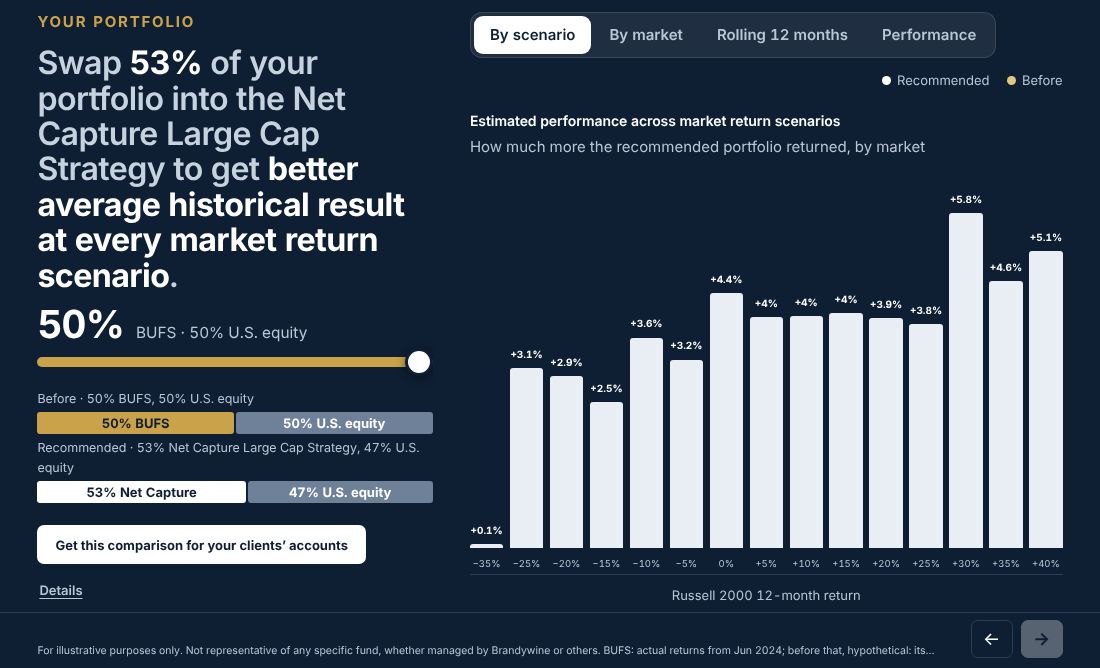 YOUR PORTFOLIO
Swap 53% of your
portfolio into the Net
Capture Large Cap
Strategy to get better
average historical result
at every market return
scenario.
50% BUFS · 50% U.S. equity
Before · 50% BUFS, 50% U.S. equity
50% BUFS 50% U.S. equity
Recommended · 53% Net Capture Large Cap Strategy, 47% U.S.
equity
53% Net Capture 47% U.S. equity
Get this comparison for your clients’ accounts
Details
By scenario By market Rolling 12 months Performance
Recommended Before
Estimated performance across market return scenarios
How much more the recommended portfolio returned, by market
+0.1% +3.1% +2.9% +2.5% +3.6% +3.2% +4.4% +4% +4% +4% +3.9% +3.8% +5.8% +4.6% +5.1%
−35% −25% −20% −15% −10% −5% 0% +5% +10% +15% +20% +25% +30% +35% +40%
Russell 2000 12-month return
For illustrative purposes only. Not representative of any specific fund, whether managed by Brandywine or others. BUFS: actual returns from Jun 2024; before that, hypothetical: its…